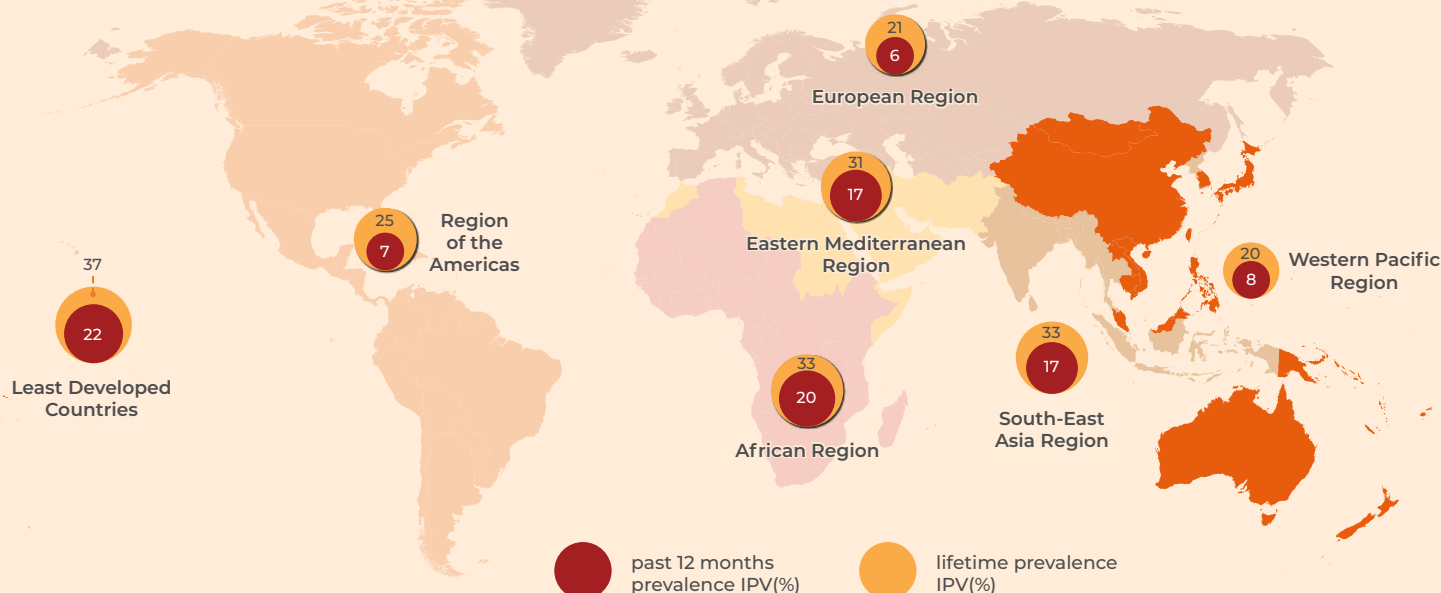 21
6
European Region
31
17
Eastern Mediterranean
Region
25
7
Region
of the
Americas
37
22
Least Developed
Countries
20
8
Western Pacific
Region
33
17
South-East
Asia Region
33
20
African Region
past 12 months
prevalence IPV(%)
lifetime prevalence
IPV(%)